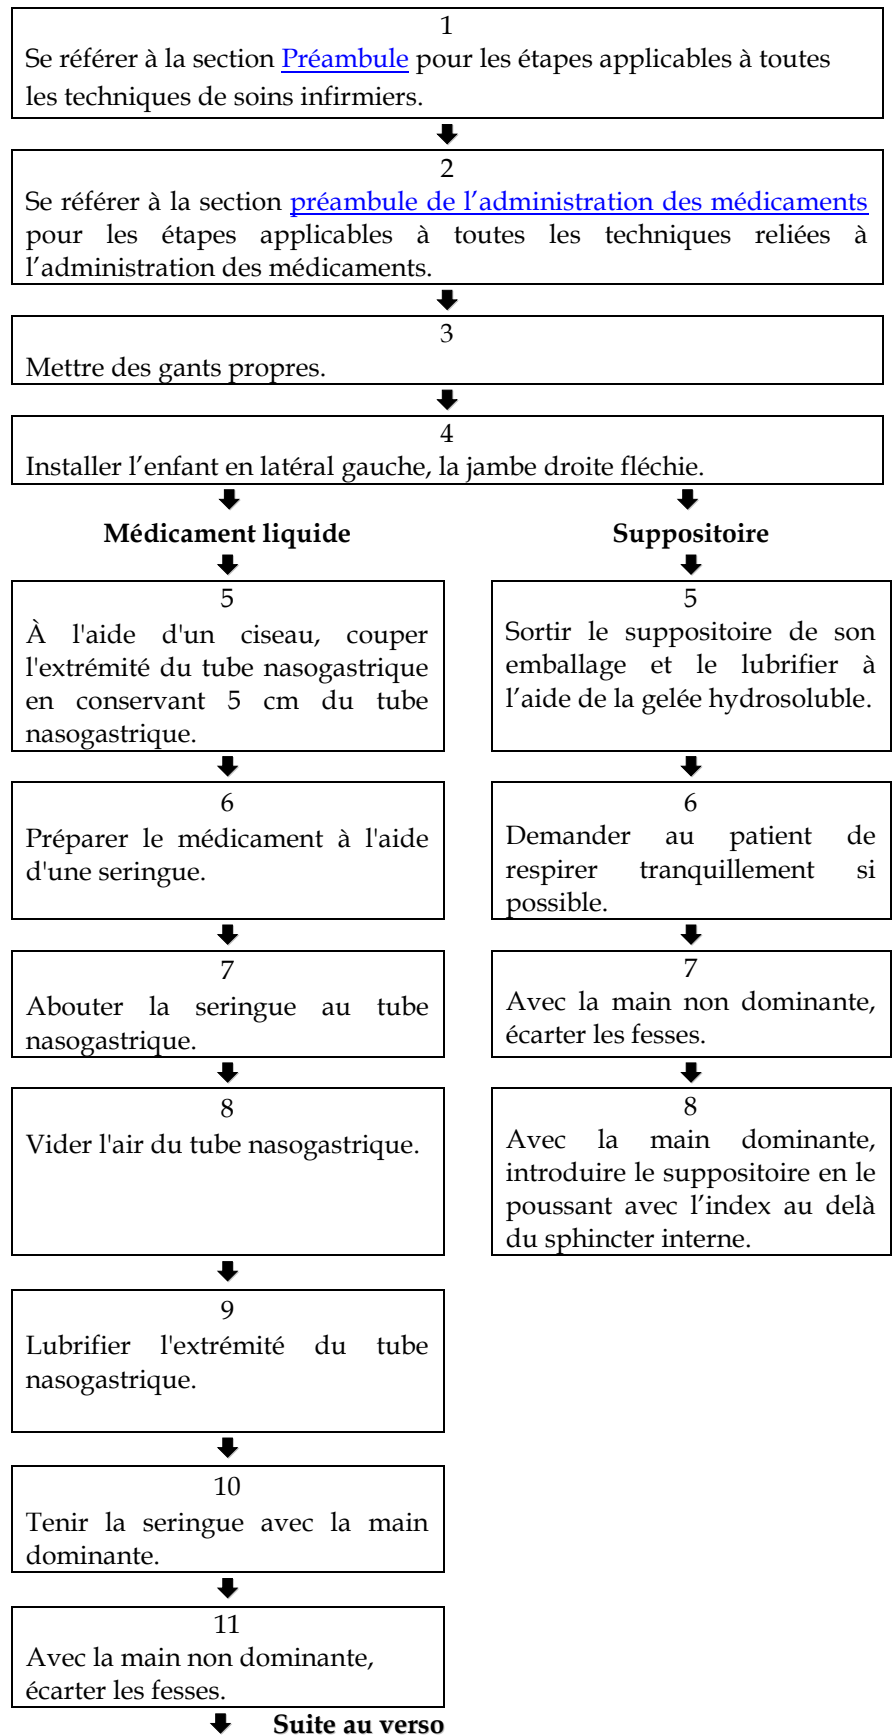 1
Se référer à la section Préambule pour les étapes applicables à toutes
les techniques de soins infirmiers.
2
Se référer à la section préambule de l’administration des médicaments
pour les étapes applicables à toutes les techniques reliées à
l’administration des médicaments.
3
Mettre des gants propres.
4
Installer l’enfant en latéral gauche, la jambe droite fléchie.
Médicament liquide
5
À l'aide d'un ciseau, couper
l'extrémité du tube nasogastrique
en conservant 5 cm du tube
nasogastrique.
6
Préparer le médicament à l'aide
d'une seringue.
7
Abouter la seringue au tube
nasogastrique.
8
Vider l'air du tube nasogastrique.
9
Lubrifier l'extrémité du tube
nasogastrique.
10
Tenir la seringue avec la main
dominante.
11
Avec la main non dominante,
écarter les fesses.
Suite au verso
Suppositoire
5
Sortir le suppositoire de son
emballage et le lubrifier à
l’aide de la gelée hydrosoluble.
6
Demander au patient de
respirer tranquillement si
possible.
7
Avec la main non dominante,
écarter les fesses.
8
Avec la main dominante,
introduire le suppositoire en le
poussant avec l’index au delà
du sphincter interne.